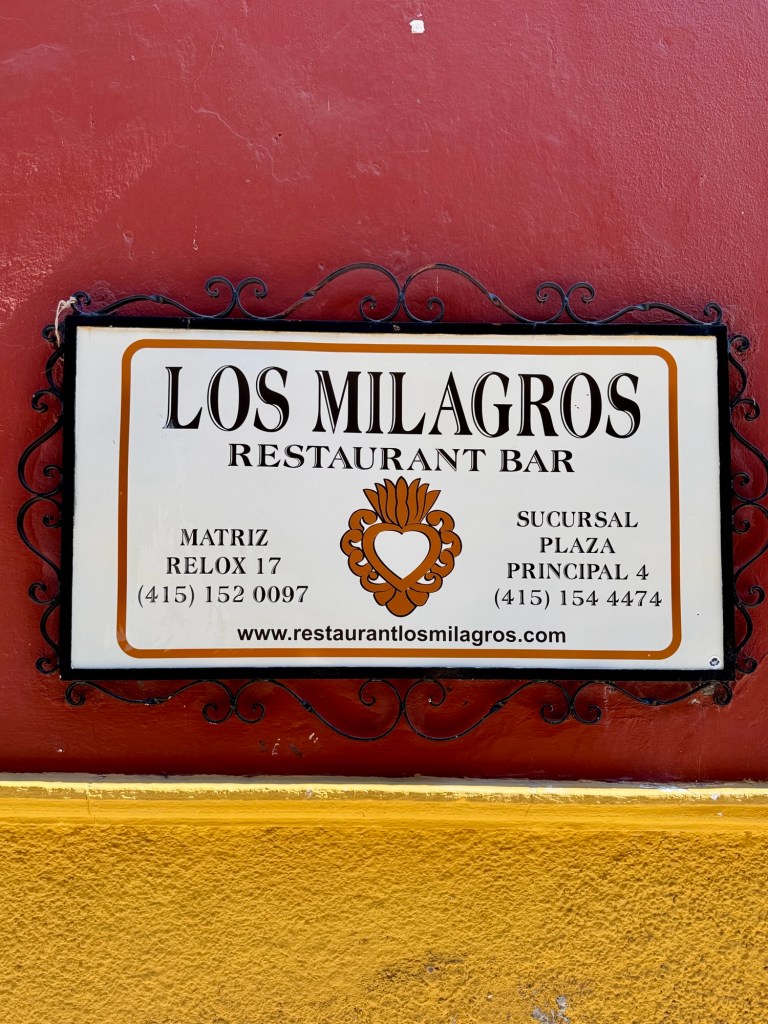 LOS MILAGROS
RESTAURANT BAR
MATRIZ
RELOX 17
(415) 152 0097
SUCURSAL
PLAZA
PRINCIPAL 4
(415) 154 4474
www.restaurantlosmilagros.com